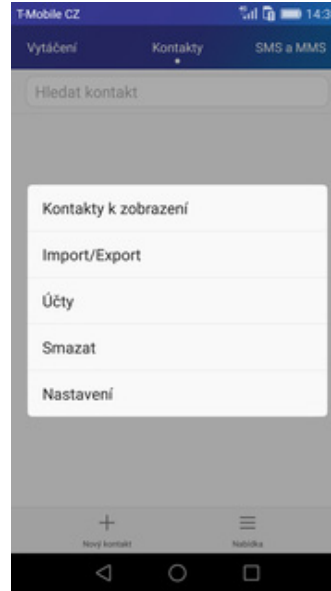 T-Mobile CZ 14:3
Vytáčení Kontakty SMS a MMS
Hledat kontakt
Kontakty k zobrazení
Import/Export
Účty
Smazat
Nastavení
Nový kontakt Nabídka